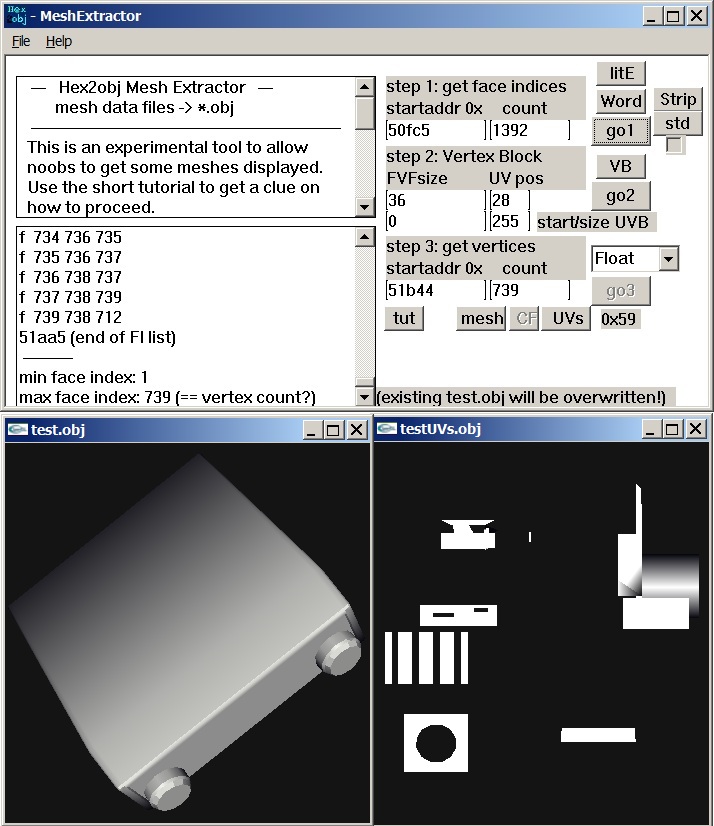 Hex obj - MeshExtractor
File Help
— Hex2obj Mesh Extractor —
mesh data files -> *.obj
This is an experimental tool to allow
noobs to get some meshes displayed.
Use the short tutorial to get a clue on
how to proceed.
f 734 736 735
f 735 736 737
f 736 738 737
f 737 738 739
f 739 738 712
51aa5 (end of FI list)
min face index: 1
max face index: 739 (== vertex count?)
step 1: get face indices
startaddr 0x count
50fc5 1392
litE
Word Strip
go1 std
step 2: Vertex Block
FVFsize UV pos
36 28
0 255 start/size UVB
VB
go2
step 3: get vertices
startaddr 0x count
51b44 739
Float
go3
tut mesh CF UVs 0x59
(existing test.obj will be overwritten!)
test.obj
testUVs.obj